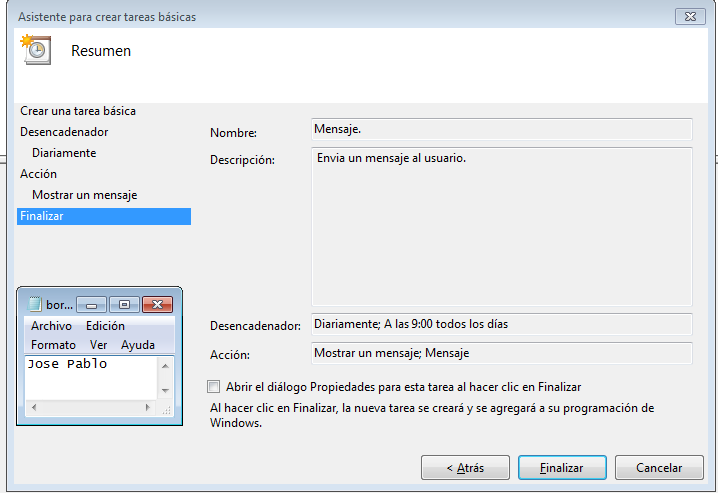 Asistente para crear tareas básicas
Resumen
Crear una tarea básica
Desencadenador
Diariamente
Acción
Mostrar un mensaje
Finalizar
Nombre:
Mensaje.
Descripción:
Envia un mensaje al usuario.
Desencadenador:
Diariamente; A las 9:00 todos los días
Acción:
Mostrar un mensaje; Mensaje
Abrir el diálogo Propiedades para esta tarea al hacer clic en Finalizar
Al hacer clic en Finalizar, la nueva tarea se creará y se agregará a su programación de
Windows.
bor...
Archivo Edición
Formato Ver Ayuda
Jose Pablo
< Atrás Finalizar Cancelar